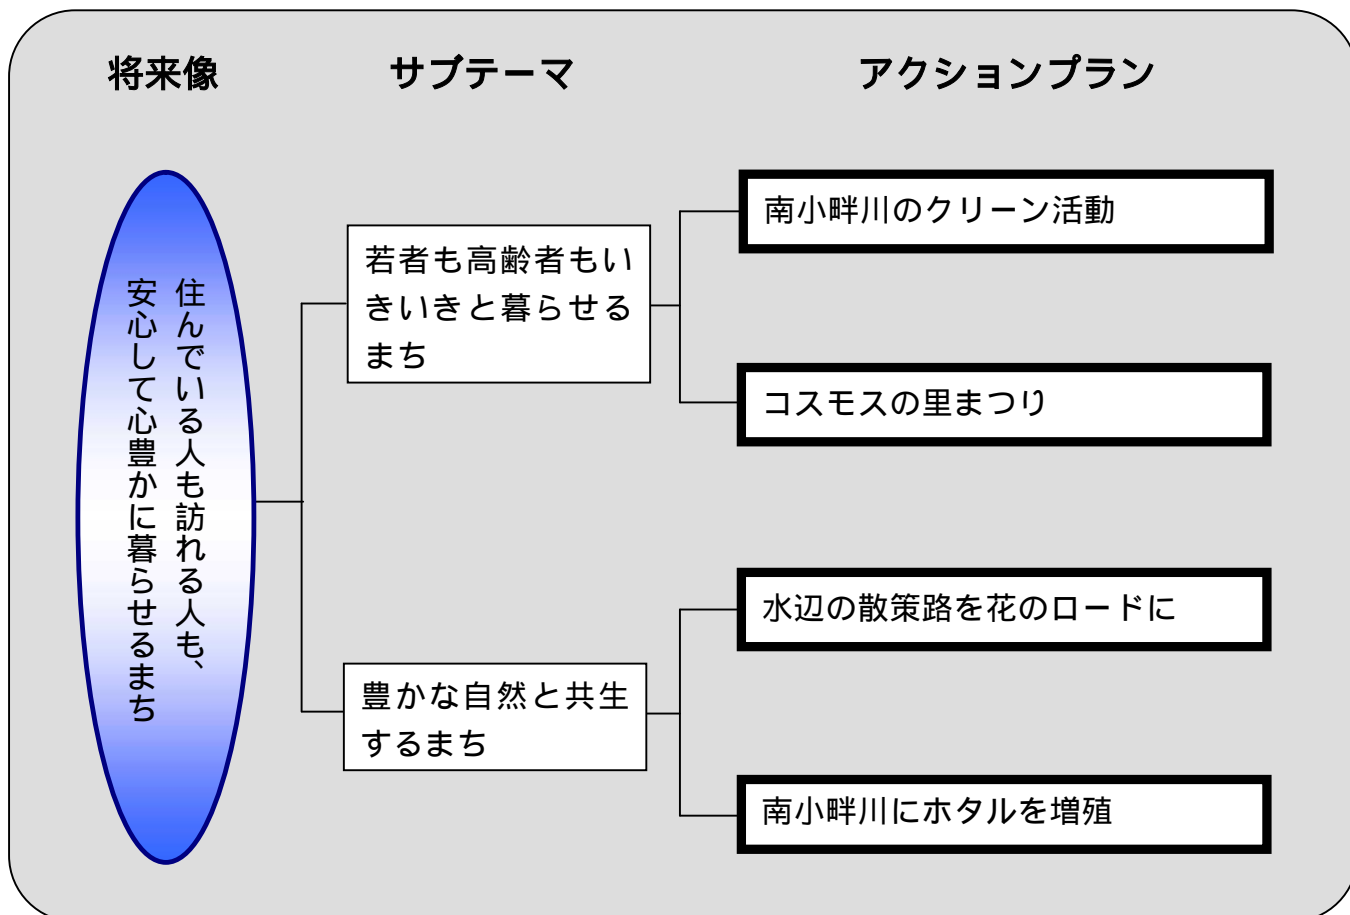 将来像
サブテーマ
アクションプラン
住んでいる人も訪れる人も、
安心して心豊かに暮らせるまち
若者も高齢者もい
きいきと暮らせる
まち
南小畔川のクリーン活動
コスモスの里まつり
豊かな自然と共生
するまち
水辺の散策路を花のロードに
南小畔川にホタルを増殖